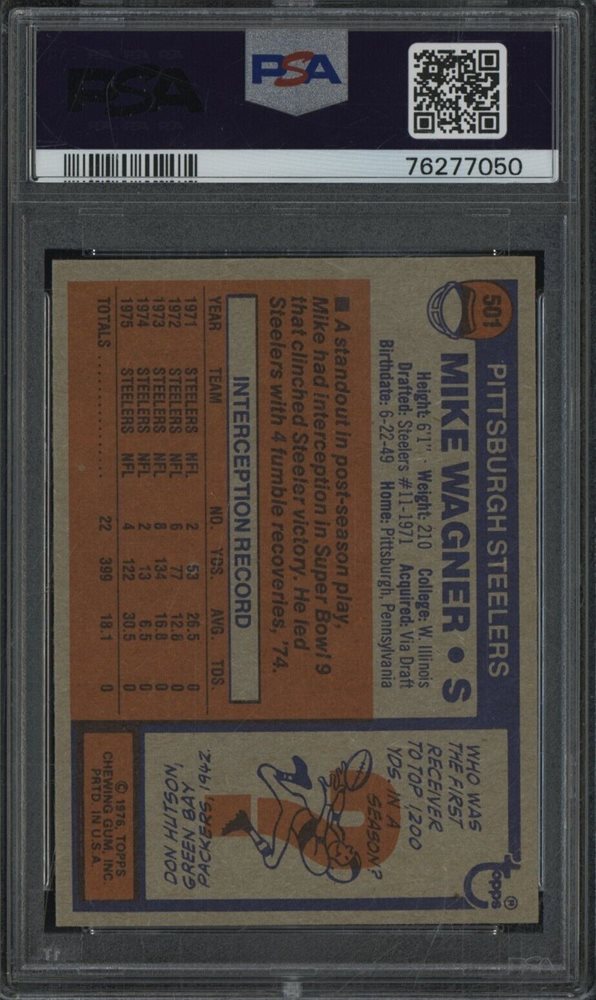 PSA
PSA
76277050
501
PITTSBURGH STEELERS
MIKE WAGNER • S
Height: 6'1" Weight: 210 College: W. Illinois
Drafted: Steelers #11-1971 Acquired: Via Draft
Birthdate: 6-22-49 Home: Pittsburgh, Pennsylvania
■ A standout in post-season play,
Mike had interception in Super Bowl 9
that clinched Steeler victory. He led
Steelers with 4 fumble recoveries, '74.
INTERCEPTION RECORD
YEAR TEAM NO. YDS. AVG. TDS.
1971 STEELERS NFL 2 53 26.5 0
1972 STEELERS NFL 6 77 12.8 0
1973 STEELERS NFL 8 134 16.8 0
1974 STEELERS NFL 2 13 6.5 0
1975 STEELERS NFL 4 122 30.5 0
TOTALS 22 399 18.1 0
topps®
WHO WAS
THE FIRST
RECEIVER
TO TOP 1,200
YDS. IN A
SEASON?
DON HUTSON,
GREEN BAY
PACKERS, 1942.
© 1976, TOPPS
CHEWING GUM, INC.
PRTD. IN U.S.A.